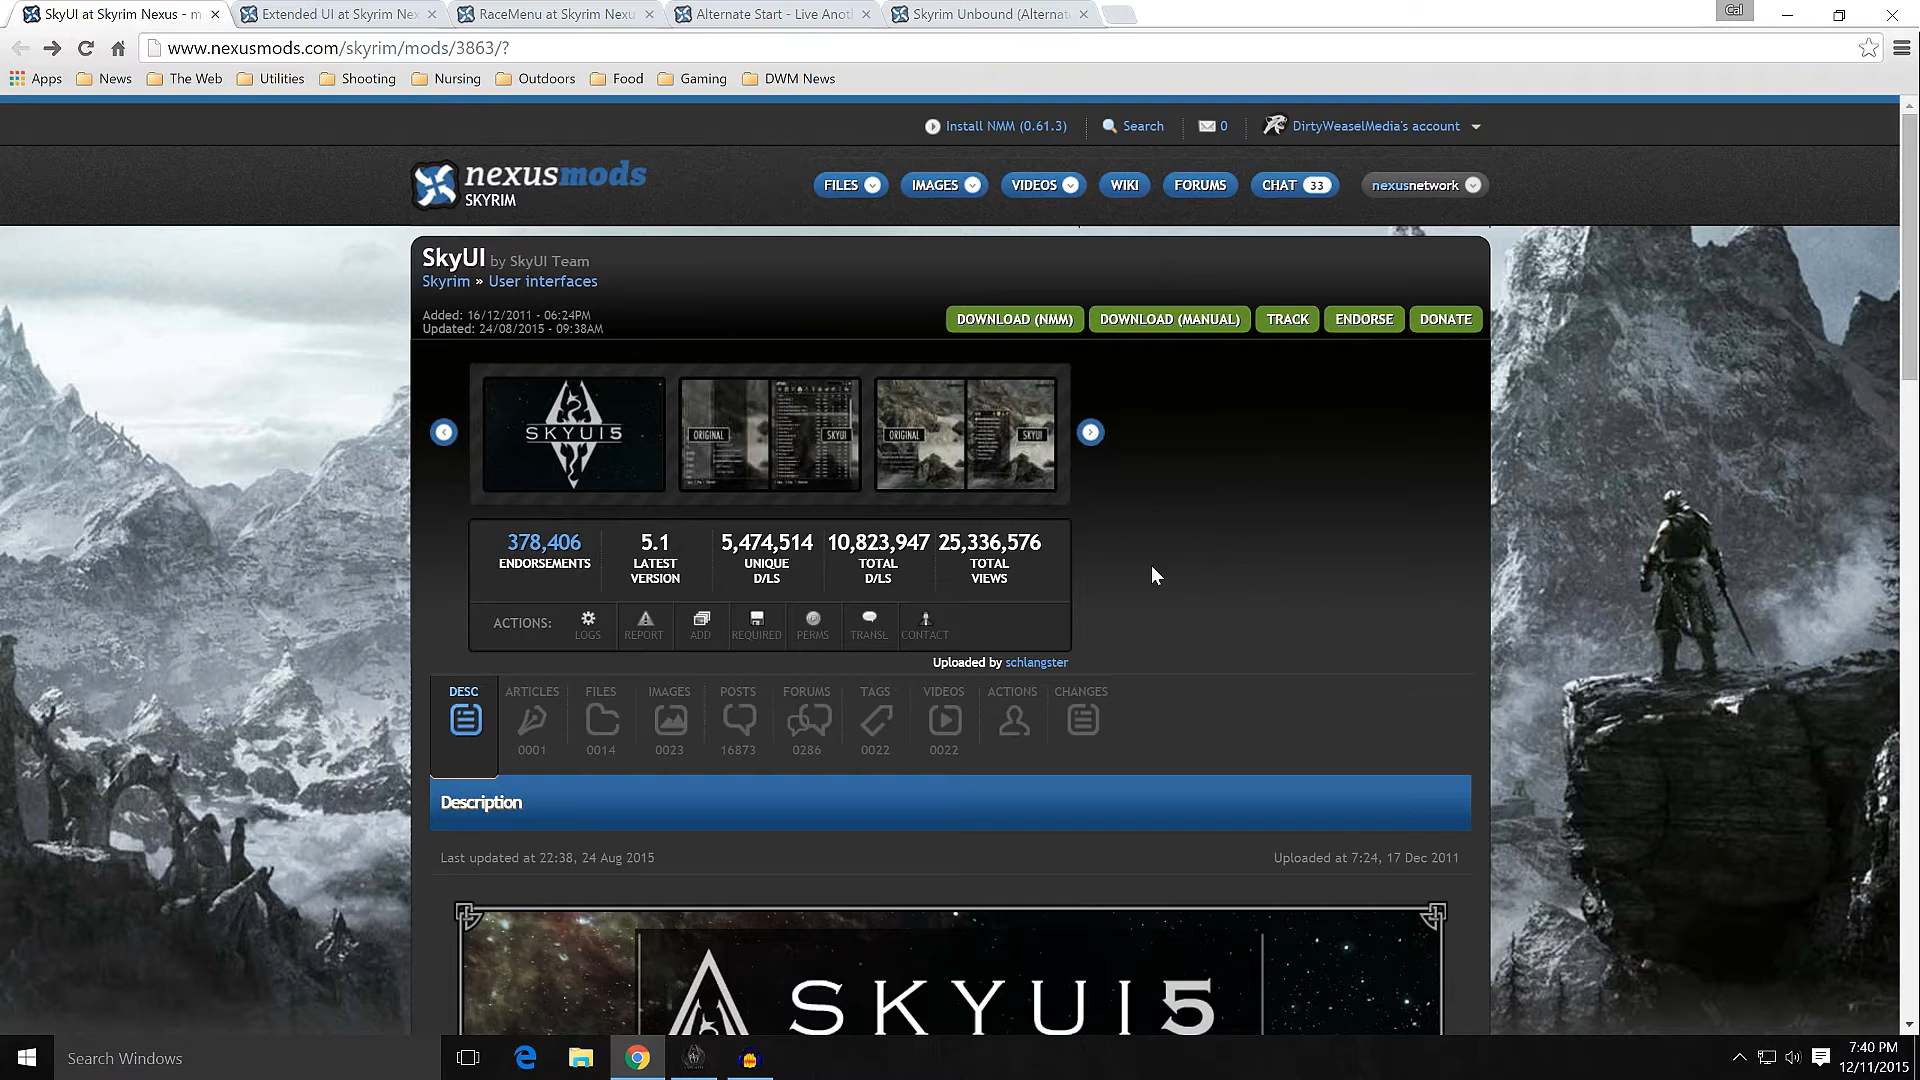 SkyUI at Skyrim Nexus - m
Extended UI at Skyrim Nex
RaceMenu at Skyrim Nexu
Alternate Start - Live Anot
Skyrim Unbound (Alternat
Cal
www.nexusmods.com/skyrim/mods/3863/?
Apps News The Web Utilities Shooting Nursing Outdoors Food Gaming DWM News
Install NMM (0.61.3) Search 0 DirtyWeaselMedia's account
nexusmods
SKYRIM
FILES IMAGES VIDEOS WIKI FORUMS CHAT 33 nexusnetwork
SkyUI by SkyUI Team
Skyrim » User interfaces
Added: 16/12/2011 - 06:24PM
Updated: 24/08/2015 - 09:38AM
DOWNLOAD (NMM) DOWNLOAD (MANUAL) TRACK ENDORSE DONATE
SKYUI5
ORIGINAL SKYUI
ORIGINAL SKYUI
378,406 5.1 5,474,514 10,823,947 25,336,576
ENDORSEMENTS LATEST UNIQUE TOTAL TOTAL
VERSION D/LS D/LS VIEWS
ACTIONS: LOGS REPORT ADD REQUIRED PERMS TRANSL CONTACT
Uploaded by schlangster
DESC ARTICLES FILES IMAGES POSTS FORUMS TAGS VIDEOS ACTIONS CHANGES
0001 0014 0023 16873 0286 0022 0022
Description
Last updated at 22:38, 24 Aug 2015 Uploaded at 7:24, 17 Dec 2011
SKYUI5
Search Windows
7:40 PM
12/11/2015